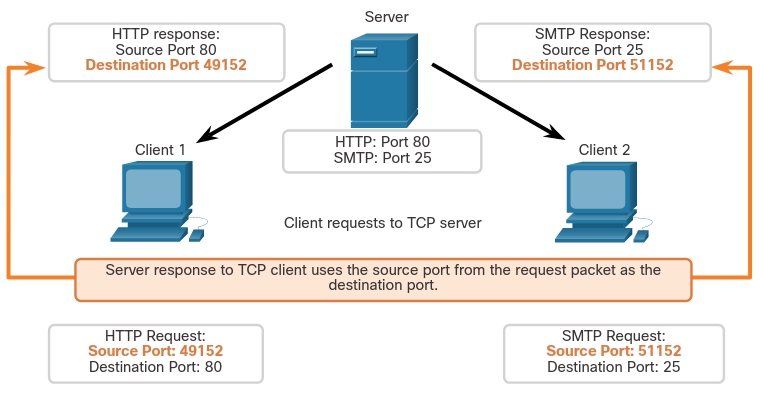 Server
HTTP response:
Source Port 80
Destination Port 49152
SMTP Response:
Source Port 25
Destination Port 51152
HTTP: Port 80
SMTP: Port 25
Client 1
Client 2
Client requests to TCP server
Server response to TCP client uses the source port from the request packet as the
destination port.
HTTP Request:
Source Port: 49152
Destination Port: 80
SMTP Request:
Source Port: 51152
Destination Port: 25